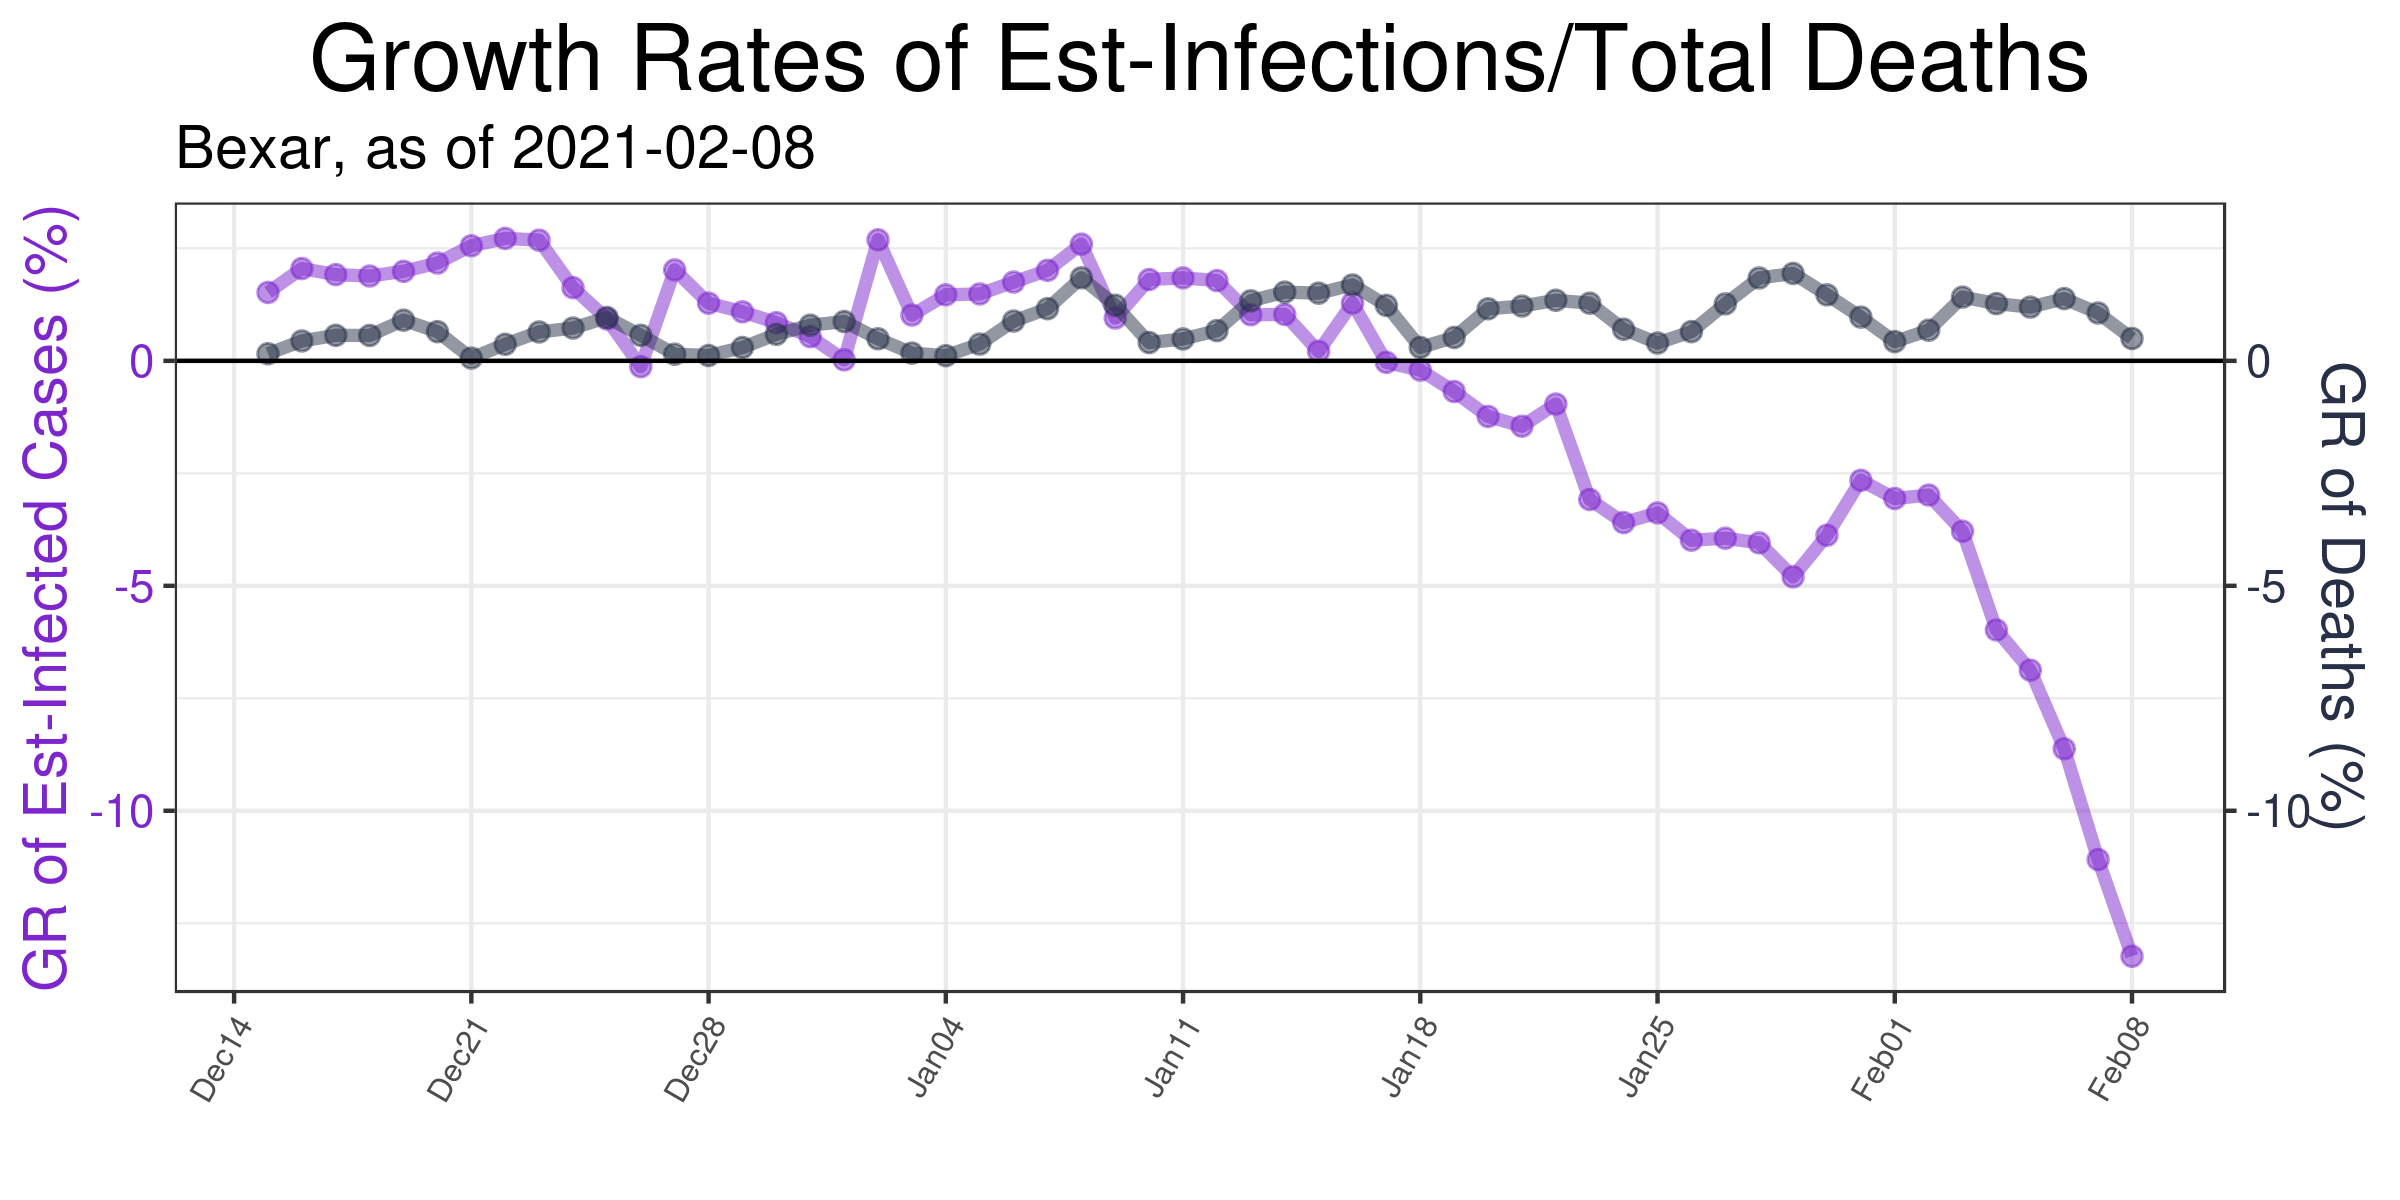 Growth Rates of Est-Infections/Total Deaths
Bexar, as of 2021-02-08
GR of Est-Infected Cases (%)
0
-5
-10
0
-5
-10
GR of Deaths (%)
Dec14
Dec21
Dec28
Jan04
Jan11
Jan18
Jan25
Feb01
Feb08